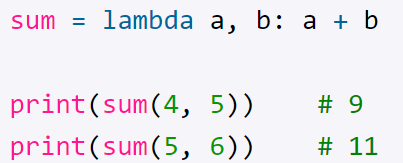 sum = lambda a, b: a + b
print(sum(4, 5))    # 9
print(sum(5, 6))    # 11